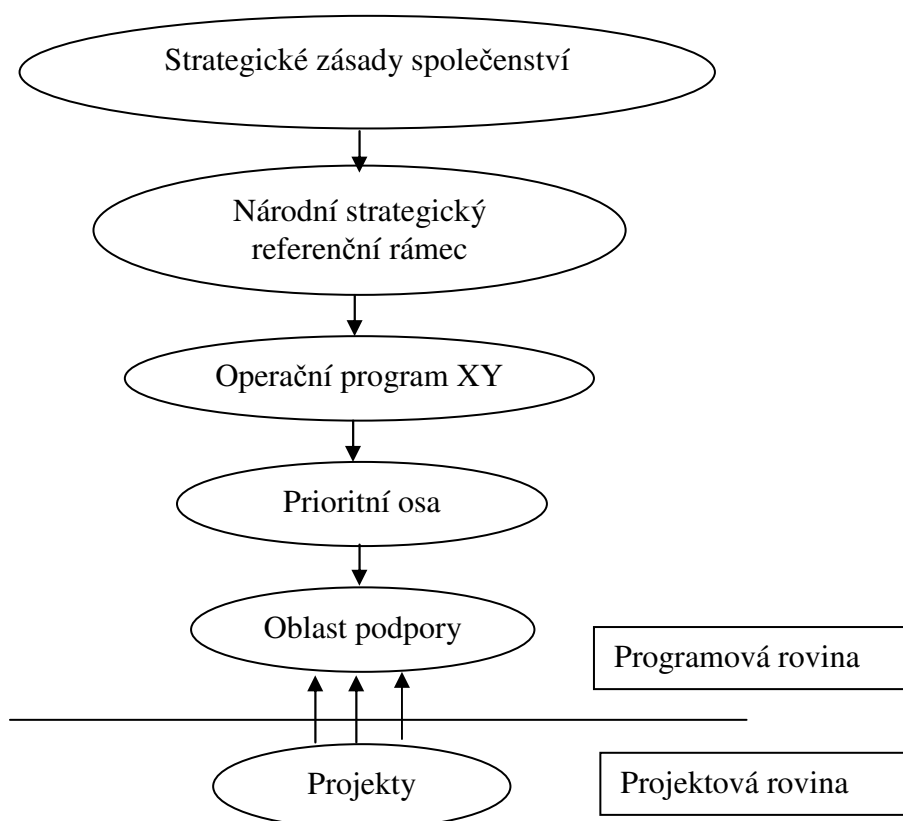 Strategické zásady společenství
Národní strategický
referenční rámec
Operační program XY
Prioritní osa
Oblast podpory
Programová rovina
Projekty
Projektová rovina